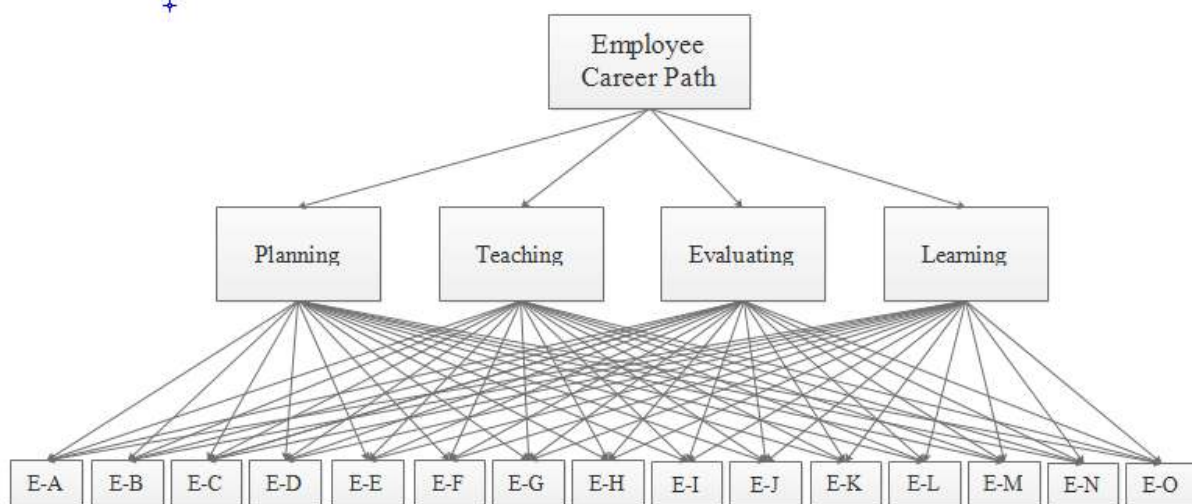 Employee
Career Path
Planning
Teaching
Evaluating
Learning
E-A
E-B
E-C
E-D
E-E
E-F
E-G
E-H
E-I
E-J
E-K
E-L
E-M
E-N
E-O